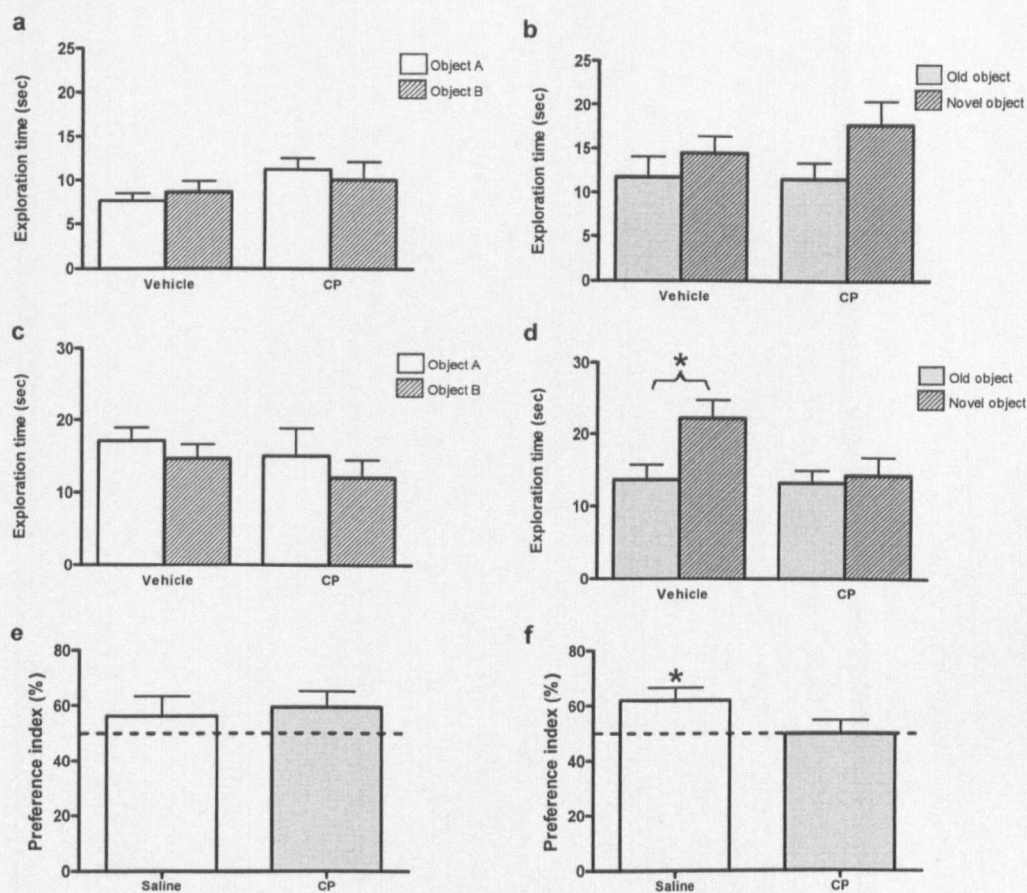 a
Exploration time (sec)
25
20
15
10
5
0
Vehicle
CP
Object A
Object B
b
Exploration time (sec)
25
20
15
10
5
0
Vehicle
CP
Old object
Novel object
c
Exploration time (sec)
30
20
10
0
Vehicle
CP
Object A
Object B
d
Exploration time (sec)
30
20
10
0
*
Vehicle
CP
Old object
Novel object
e
Preference index (%)
80
60
40
20
0
Saline
CP
f
Preference index (%)
80
60
40
20
0
*
Saline
CP